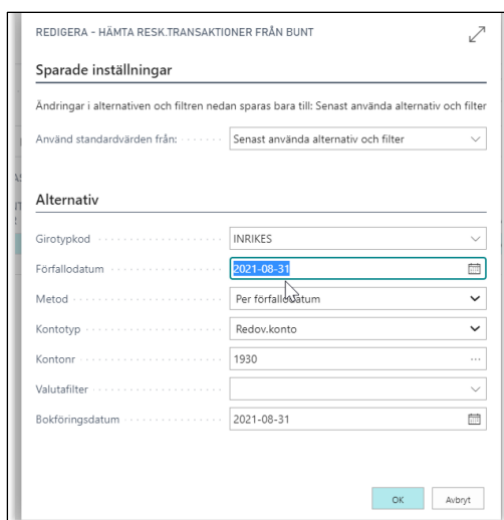 REDIGERA - HÄMTA RESK.TRANSAKTIONER FRÅN BUNT
Sparade inställningar
Ändringar i alternativen och filtren nedan sparas bara till: Senast använda alternativ och filter
Använd standardvärden från: Senast använda alternativ och filter
Alternativ
Girotypkod INRIKES
Förfallodatum 2021-08-31
Metod Per förfallodatum
Kontotyp Redov.konto
Kontonr 1930
Valutafilter
Bokföringsdatum 2021-08-31
OK Avbryt